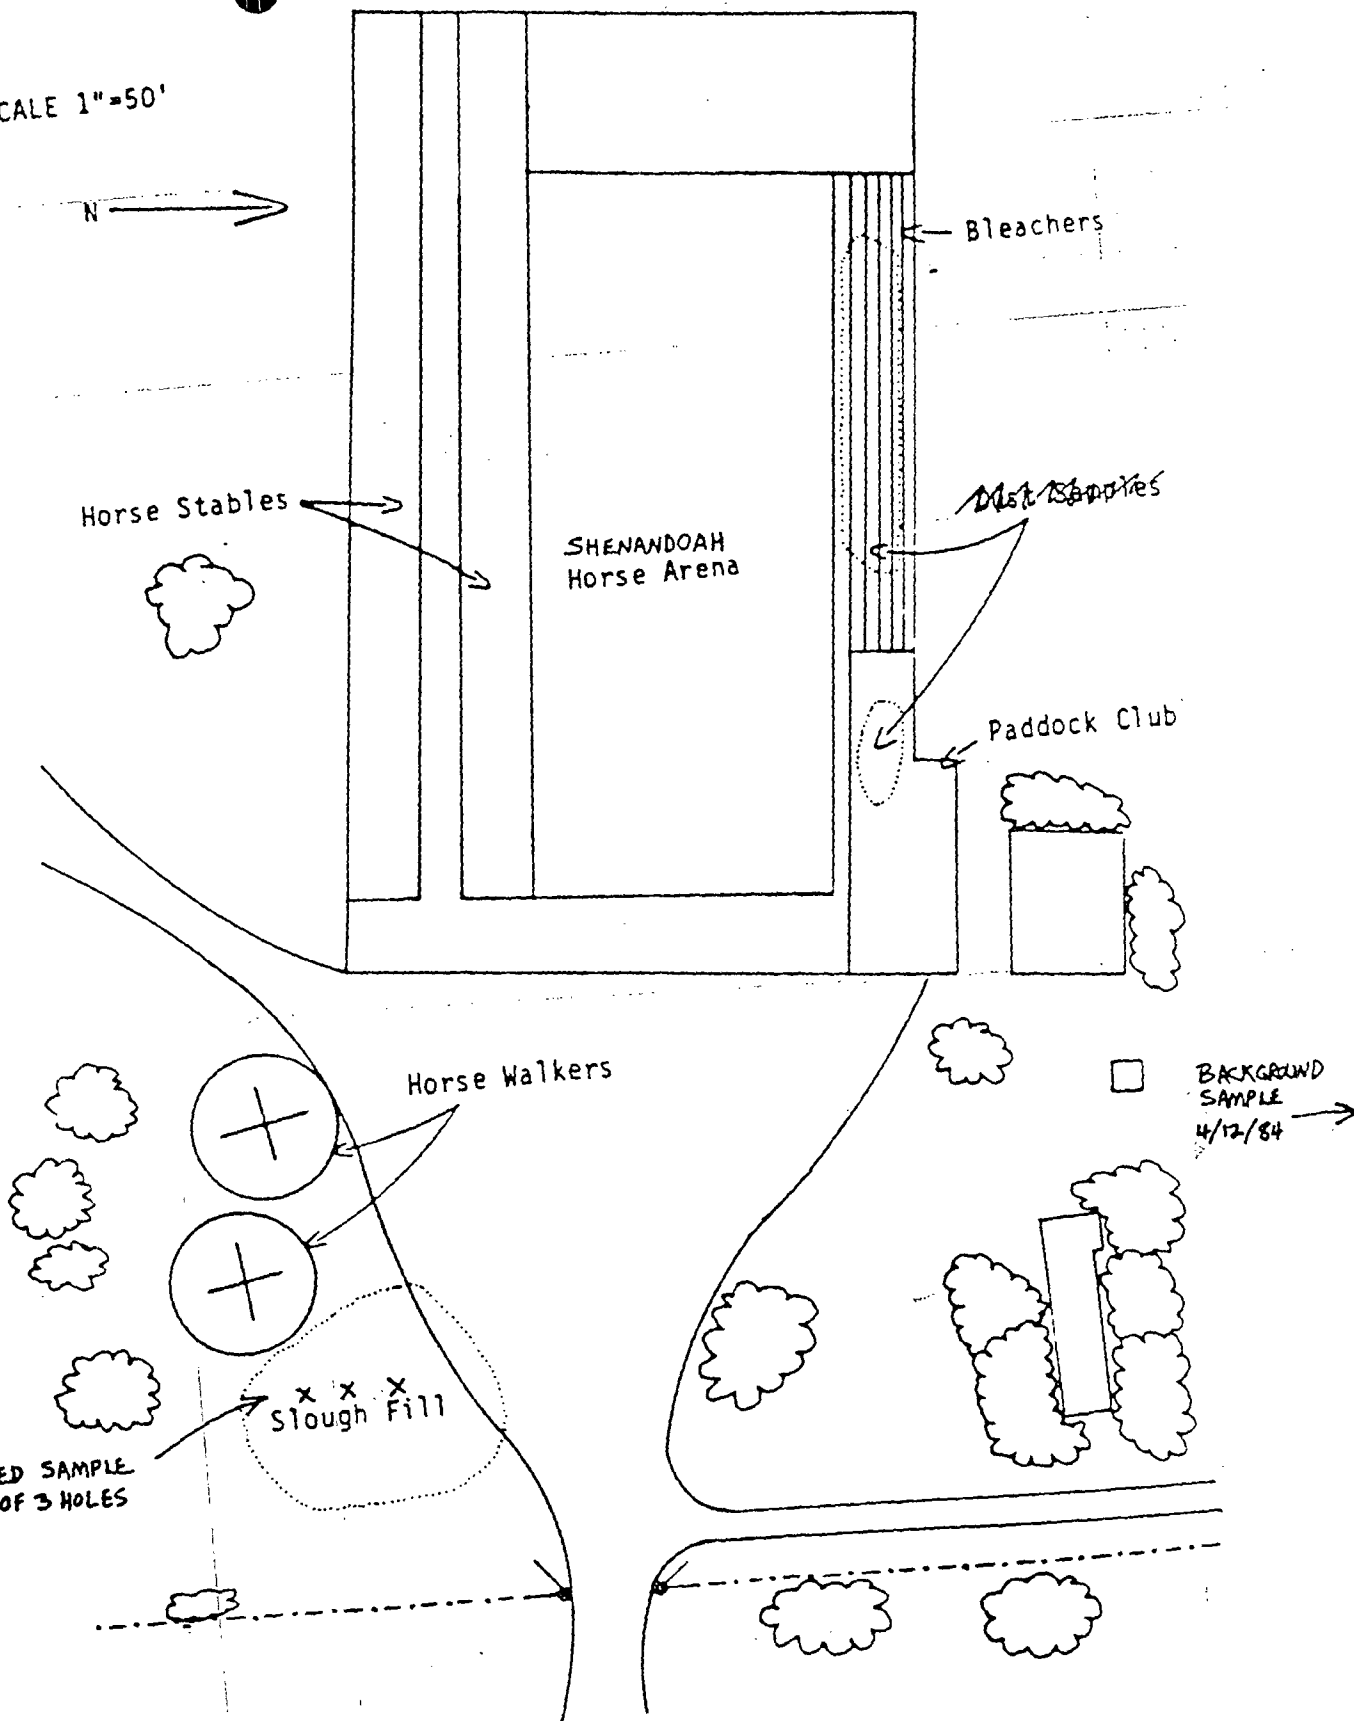 CALE 1"=50'
N
Bleachers
Horse Stables
Dust Samples
SHENANDOAH
Horse Arena
Paddock Club
Horse Walkers
BACKGROUND
SAMPLE
4/12/84
x x x
Slough Fill
ED SAMPLE
OF 3 HOLES